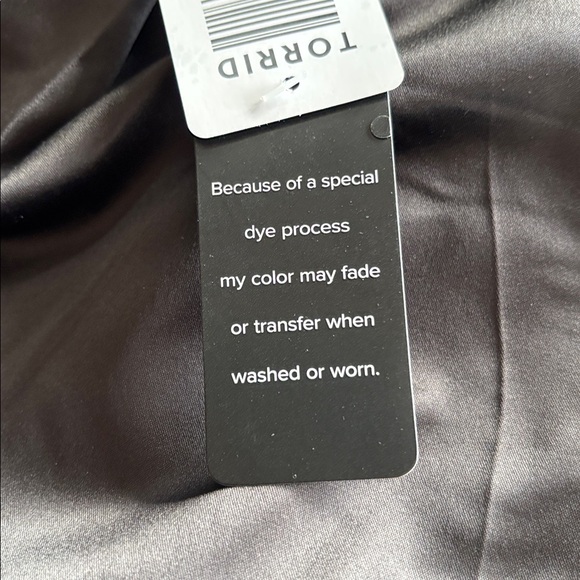 TORRID
Because of a special
dye process
my color may fade
or transfer when
washed or worn.